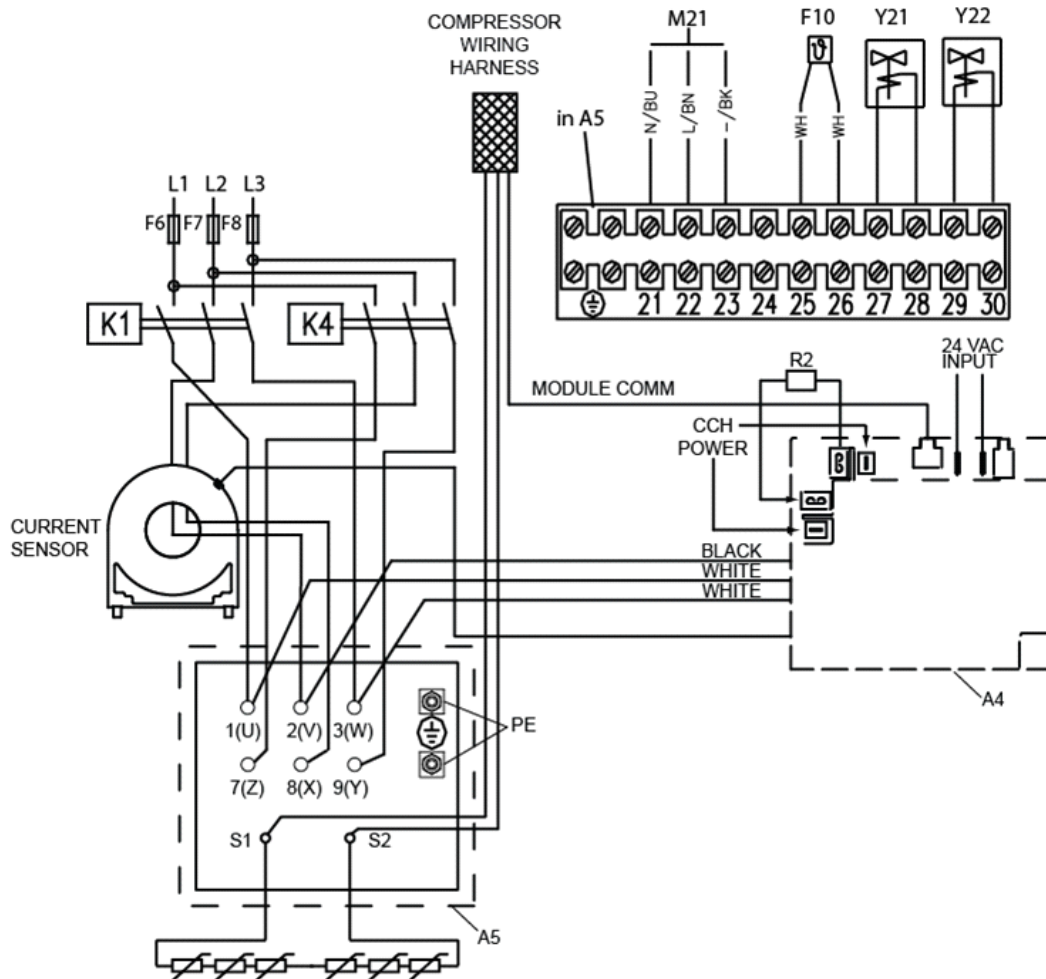 COMPRESSOR
WIRING
HARNESS
M21
F10
Y21
Y22
ϑ
N/BU
L/BN
-/BK
WH
WH
in A5
L1 L2 L3
F6 F7 F8
21 22 23 24 25 26 27 28 29 30
K1
K4
R2
24 VAC
INPUT
MODULE COMM
CCH
POWER
CURRENT
SENSOR
BLACK
WHITE
WHITE
A4
1(U) 2(V) 3(W)
PE
7(Z) 8(X) 9(Y)
S1 S2
A5